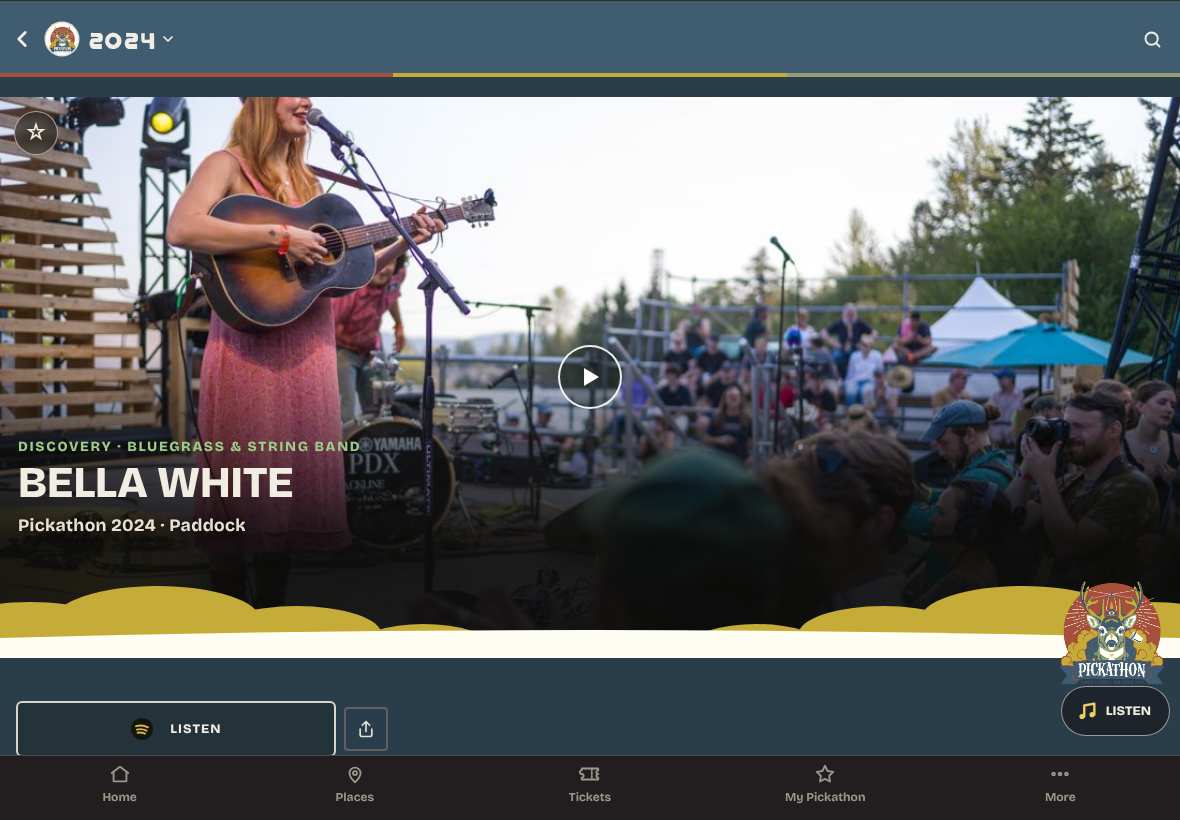 2024
DISCOVERY · BLUEGRASS & STRING BAND
BELLA WHITE
Pickathon 2024 · Paddock
YAMAHA
PDX
BACKLINE
PICKATHON
LISTEN
LISTEN
Home
Places
Tickets
My Pickathon
More